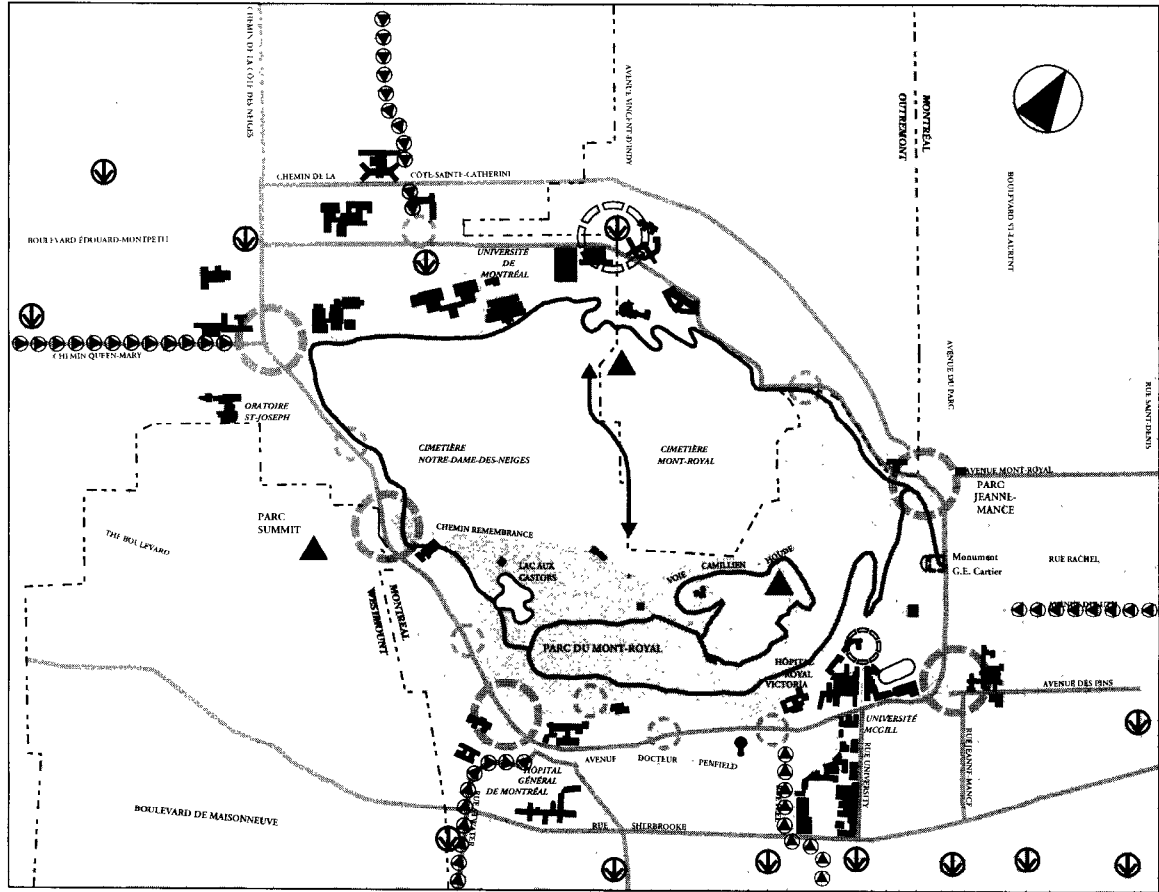 CHEMIN DE LA CÔTE DES NEIGES
AVENUE VINCENT-D'INDY
MONTRÉAL
OUTREMONT
CHEMIN DE LA
CÔTE-SAINTE-CATHERINE
BOULEVARD ST-LAURENT
BOULEVARD ÉDOUARD-MONTPETIT
UNIVERSITÉ
DE
MONTRÉAL
CHEMIN QUEEN-MARY
AVENUE DU PARC
RUE SAINT-DENIS
ORATOIRE
ST-JOSEPH
CIMETIÈRE
NOTRE-DAME-DES-NEIGES
CIMETIÈRE
MONT-ROYAL
AVENUE MONT-ROYAL
PARC
JEANNE-
MANCE
PARC
SUMMIT
THE BOULEVARD
CHEMIN REMEMBRANCE
LAC AUX
CASTORS
VOIE
CAMILLIEN
HOUDE
Monument
G.E. Cartier
RUE RACHEL
MONTRÉAL
WESTMOUNT
PARC DU MONT-ROYAL
HÔPITAL
ROYAL
VICTORIA
AVENUE DES PINS
UNIVERSITÉ
MCGILL
RUE UNIVERSITY
RUE JEANNE-MANCE
AVENUE
DOCTEUR
PENFIELD
HÔPITAL
GÉNÉRAL
DE MONTRÉAL
BOULEVARD DE MAISONNEUVE
RUE
SHERBROOKE